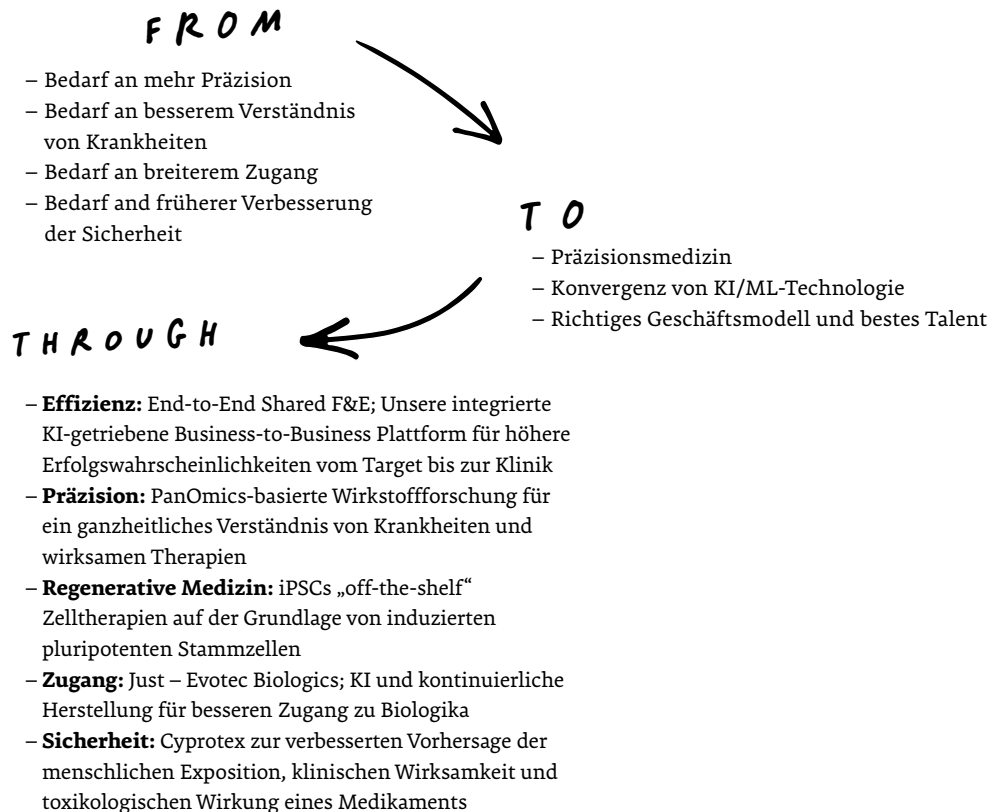 FROM
– Bedarf an mehr Präzision
– Bedarf an besserem Verständnis
von Krankheiten
– Bedarf an breiterem Zugang
– Bedarf and früherer Verbesserung
der Sicherheit
TO
– Präzisionsmedizin
– Konvergenz von KI/ML-Technologie
– Richtiges Geschäftsmodell und bestes Talent
THROUGH
– Effizienz: End-to-End Shared F&E; Unsere integrierte
KI-getriebene Business-to-Business Plattform für höhere
Erfolgswahrscheinlichkeiten vom Target bis zur Klinik
– Präzision: PanOmics-basierte Wirkstoffforschung für
ein ganzheitliches Verständnis von Krankheiten und
wirksamen Therapien
– Regenerative Medizin: iPSCs „off-the-shelf“
Zelltherapien auf der Grundlage von induzierten
pluripotenten Stammzellen
– Zugang: Just – Evotec Biologics; KI und kontinuierliche
Herstellung für besseren Zugang zu Biologika
– Sicherheit: Cyprotex zur verbesserten Vorhersage der
menschlichen Exposition, klinischen Wirksamkeit und
toxikologischen Wirkung eines Medikaments